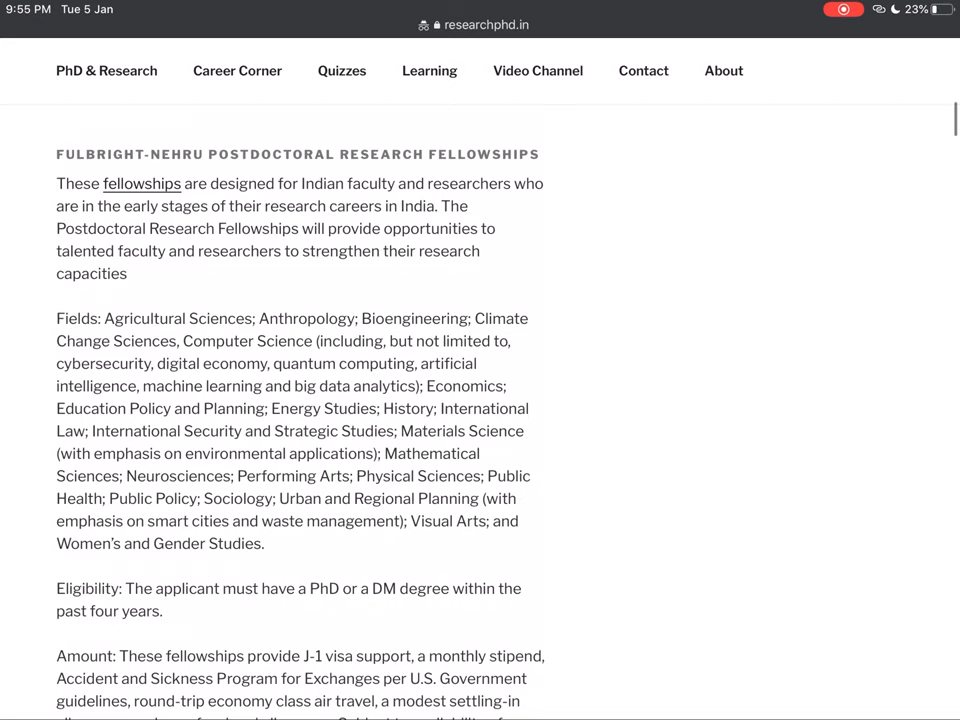 9:55 PM Tue 5 Jan
23%
researchphd.in
PhD & Research Career Corner Quizzes Learning Video Channel Contact About
FULBRIGHT-NEHRU POSTDOCTORAL RESEARCH FELLOWSHIPS
These fellowships are designed for Indian faculty and researchers who
are in the early stages of their research careers in India. The
Postdoctoral Research Fellowships will provide opportunities to
talented faculty and researchers to strengthen their research
capacities
Fields: Agricultural Sciences; Anthropology; Bioengineering; Climate
Change Sciences, Computer Science (including, but not limited to,
cybersecurity, digital economy, quantum computing, artificial
intelligence, machine learning and big data analytics); Economics;
Education Policy and Planning; Energy Studies; History; International
Law; International Security and Strategic Studies; Materials Science
(with emphasis on environmental applications); Mathematical
Sciences; Neurosciences; Performing Arts; Physical Sciences; Public
Health; Public Policy; Sociology; Urban and Regional Planning (with
emphasis on smart cities and waste management); Visual Arts; and
Women’s and Gender Studies.
Eligibility: The applicant must have a PhD or a DM degree within the
past four years.
Amount: These fellowships provide J-1 visa support, a monthly stipend,
Accident and Sickness Program for Exchanges per U.S. Government
guidelines, round-trip economy class air travel, a modest settling-in